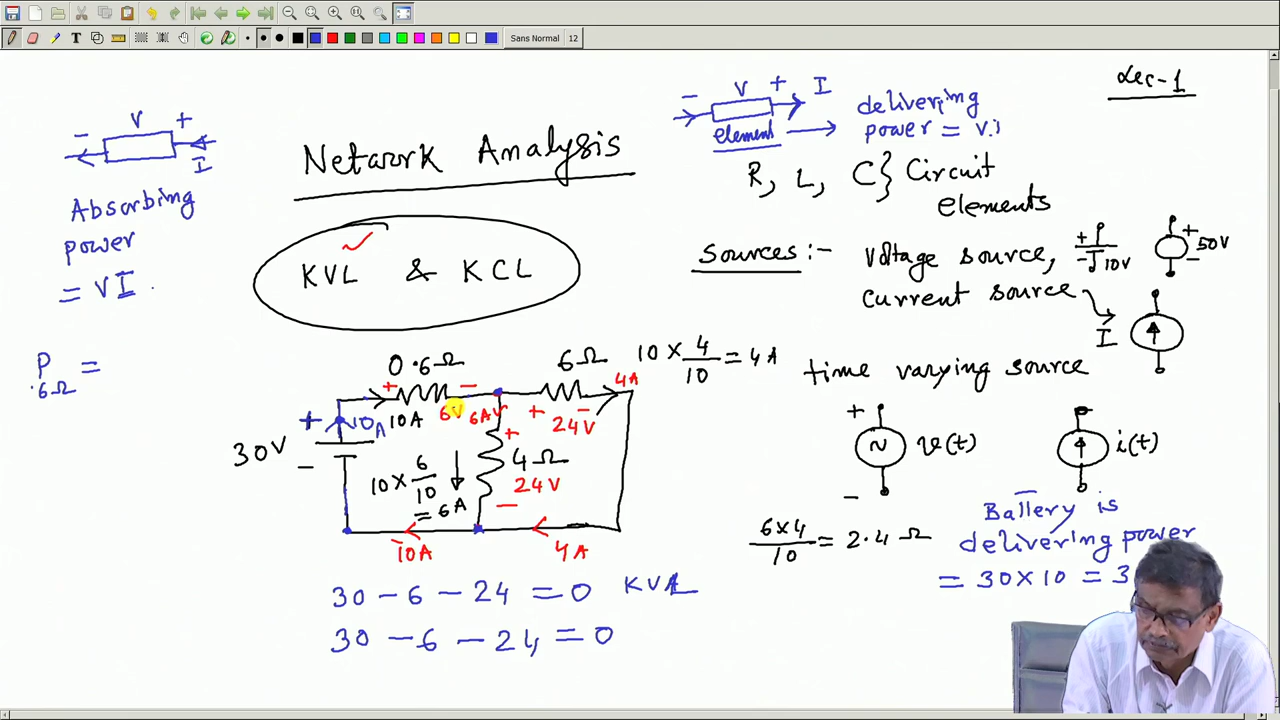 Sans Normal 12
Lec-1
Network Analysis
KVL & KCL
- V +
I
Absorbing
power
= VI
P.6Ω =
- V + I
element
delivering
power = v.i
R, L, C} Circuit
elements
Sources:- Voltage source, + - 10V + - 50V
current source
I
time varying source
+ - v(t)
i(t)
0.6Ω
6Ω
10 × 4/10 = 4A
4A
+ -
10A
6V
6A
+ -
24V
+
10A
30V
-
10 × 6/10
= 6A
+
4Ω
24V
-
10A
4A
6×4/10 = 2.4 Ω
Battery is
delivering power
= 30×10 =
30 - 6 - 24 = 0 KVL
30 - 6 - 24 = 0